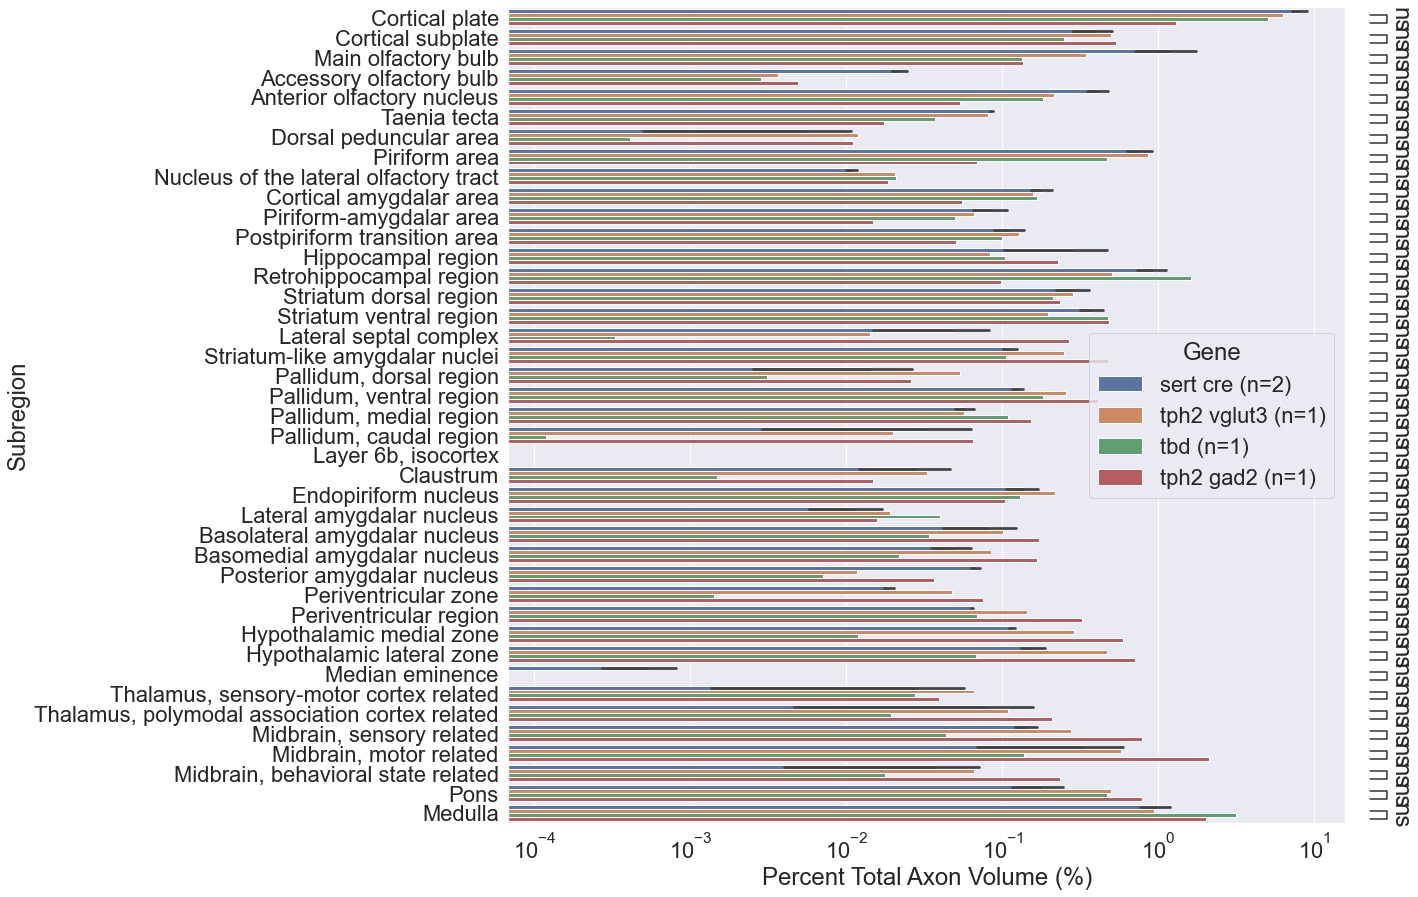 Cortical plate
Cortical subplate
Main olfactory bulb
Accessory olfactory bulb
Anterior olfactory nucleus
Taenia tecta
Dorsal peduncular area
Piriform area
Nucleus of the lateral olfactory tract
Cortical amygdalar area
Piriform-amygdalar area
Postpiriform transition area
Hippocampal region
Retrohippocampal region
Striatum dorsal region
Striatum ventral region
Lateral septal complex
Striatum-like amygdalar nuclei
Pallidum, dorsal region
Pallidum, ventral region
Pallidum, medial region
Pallidum, caudal region
Layer 6b, isocortex
Claustrum
Endopiriform nucleus
Lateral amygdalar nucleus
Basolateral amygdalar nucleus
Basomedial amygdalar nucleus
Posterior amygdalar nucleus
Periventricular zone
Periventricular region
Hypothalamic medial zone
Hypothalamic lateral zone
Median eminence
Thalamus, sensory-motor cortex related
Thalamus, polymodal association cortex related
Midbrain, sensory related
Midbrain, motor related
Midbrain, behavioral state related
Pons
Medulla
Subregion
Gene
sert cre (n=2)
tph2 vglut3 (n=1)
tbd (n=1)
tph2 gad2 (n=1)
10⁻⁴ 10⁻³ 10⁻² 10⁻¹ 10⁰ 10¹
Percent Total Axon Volume (%)